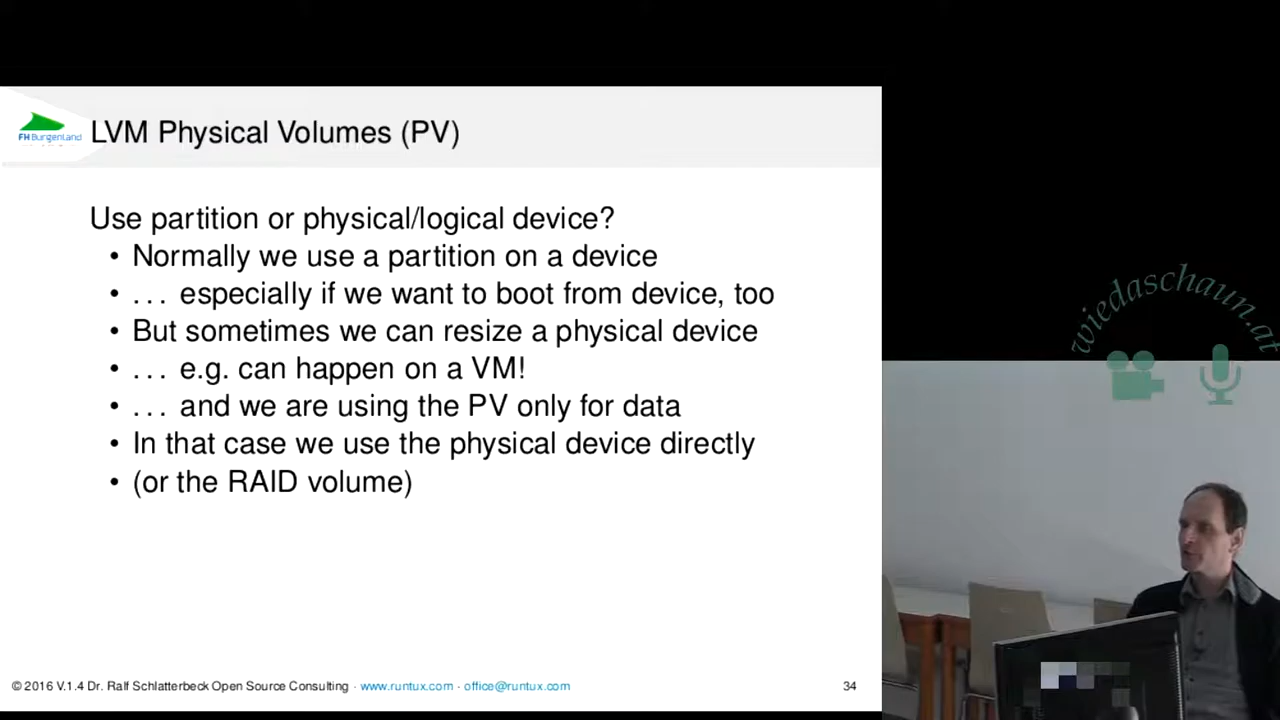 FH Burgenland
LVM Physical Volumes (PV)
Use partition or physical/logical device?
• Normally we use a partition on a device
• . . . especially if we want to boot from device, too
• But sometimes we can resize a physical device
• . . . e.g. can happen on a VM!
• . . . and we are using the PV only for data
• In that case we use the physical device directly
• (or the RAID volume)
© 2016 V.1.4 Dr. Ralf Schlatterbeck Open Source Consulting · www.runtux.com · office@runtux.com
34
wiedaschaun.at